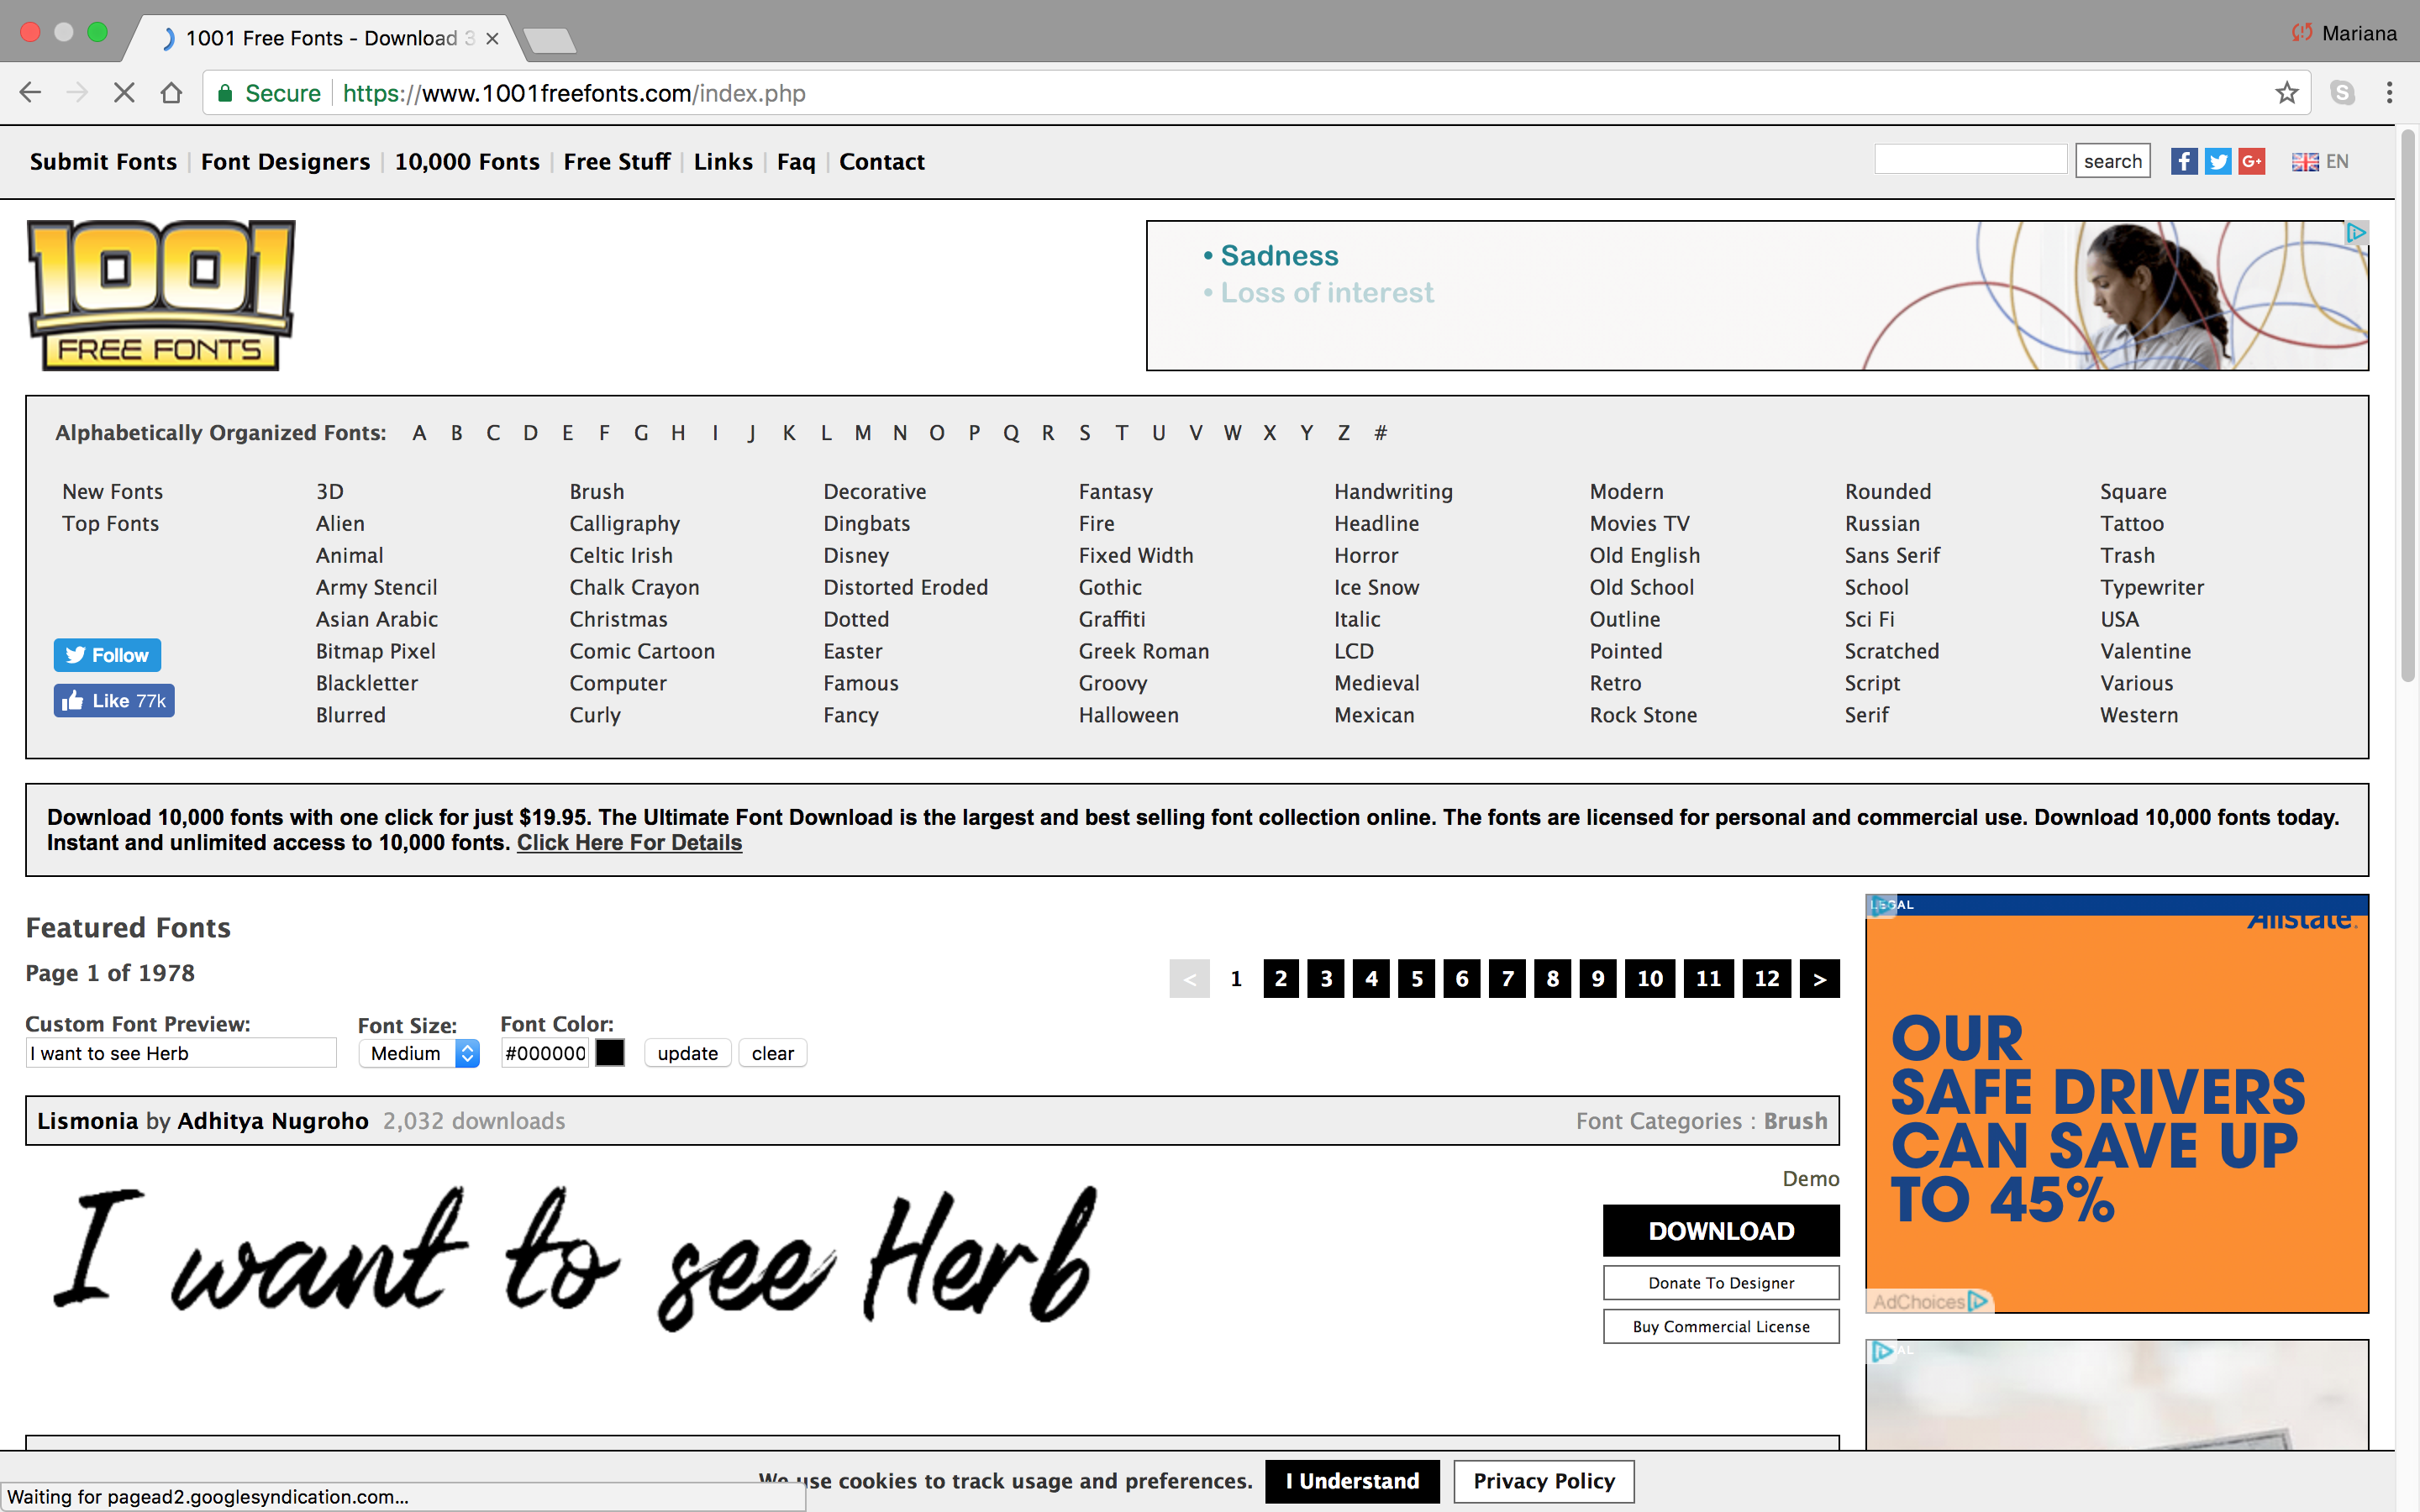 1001 Free Fonts - Download 3
Mariana
Secure https://www.1001freefonts.com/index.php
Submit Fonts | Font Designers | 10,000 Fonts | Free Stuff | Links | Faq | Contact
search
EN
1001
FREE FONTS
• Sadness
• Loss of interest
Alphabetically Organized Fonts: A B C D E F G H I J K L M N O P Q R S T U V W X Y Z #
New Fonts
Top Fonts
Follow
Like 77k
3D
Alien
Animal
Army Stencil
Asian Arabic
Bitmap Pixel
Blackletter
Blurred
Brush
Calligraphy
Celtic Irish
Chalk Crayon
Christmas
Comic Cartoon
Computer
Curly
Decorative
Dingbats
Disney
Distorted Eroded
Dotted
Easter
Famous
Fancy
Fantasy
Fire
Fixed Width
Gothic
Graffiti
Greek Roman
Groovy
Halloween
Handwriting
Headline
Horror
Ice Snow
Italic
LCD
Medieval
Mexican
Modern
Movies TV
Old English
Old School
Outline
Pointed
Retro
Rock Stone
Rounded
Russian
Sans Serif
School
Sci Fi
Scratched
Script
Serif
Square
Tattoo
Trash
Typewriter
USA
Valentine
Various
Western
Download 10,000 fonts with one click for just $19.95. The Ultimate Font Download is the largest and best selling font collection online. The fonts are licensed for personal and commercial use. Download 10,000 fonts today.
Instant and unlimited access to 10,000 fonts. Click Here For Details
Featured Fonts
Page 1 of 1978
< 1 2 3 4 5 6 7 8 9 10 11 12 >
Custom Font Preview: Font Size: Font Color:
I want to see Herb Medium #000000 update clear
Lismonia by Adhitya Nugroho 2,032 downloads Font Categories : Brush
I want to see Herb
Demo
DOWNLOAD
Donate To Designer
Buy Commercial License
LEGAL
Allstate.
OUR
SAFE DRIVERS
CAN SAVE UP
TO 45%
AdChoices
We use cookies to track usage and preferences. I Understand Privacy Policy
Waiting for pagead2.googlesyndication.com...